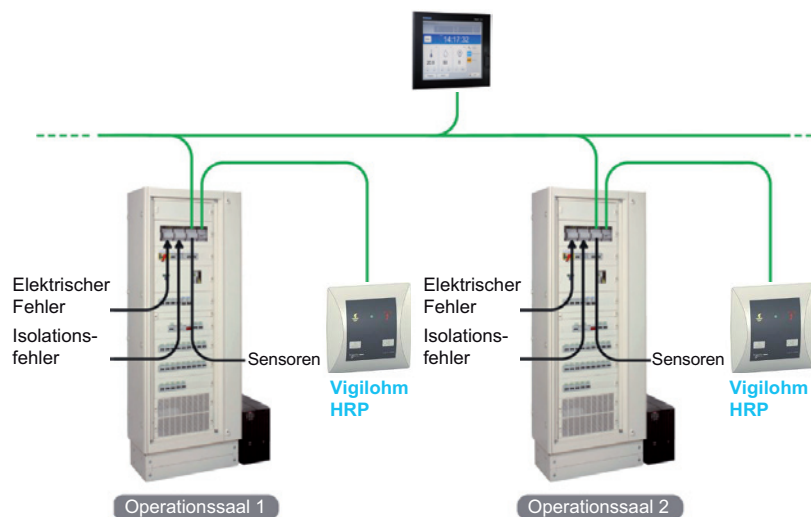 14:17:32
Elektrischer
Fehler
Isolations-
fehler
Sensoren
Vigilohm
HRP
Operationssaal 1
Elektrischer
Fehler
Isolations-
fehler
Sensoren
Vigilohm
HRP
Operationssaal 2